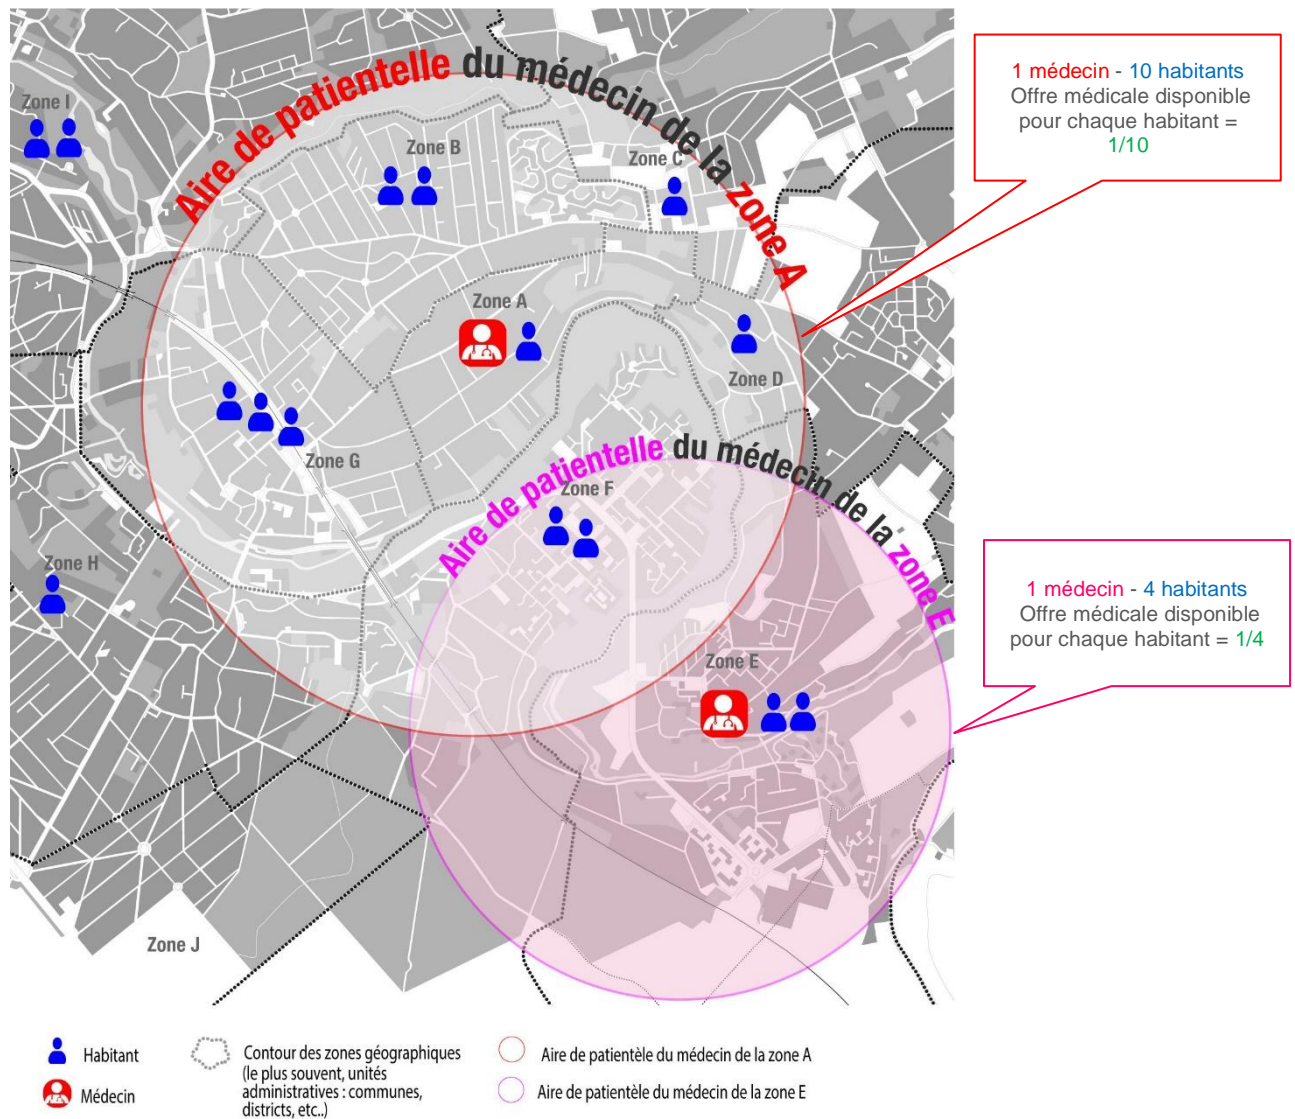 Aire de patientelle du médecin de la zone A
1 médecin - 10 habitants
Offre médicale disponible
pour chaque habitant =
1/10
Zone I
Zone B
Zone C
Zone A
Zone D
Zone G
Aire de patientelle du médecin de la zone E
Zone F
Zone H
1 médecin - 4 habitants
Offre médicale disponible
pour chaque habitant = 1/4
Zone E
Zone J
Habitant
Médecin
Contour des zones géographiques
(le plus souvent, unités
administratives : communes,
districts, etc..)
Aire de patientèle du médecin de la zone A
Aire de patientèle du médecin de la zone E